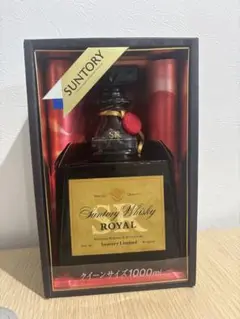 SUNTORY
SR
Suntory Whisky
ROYAL
Suntory Limited
クイーンサイズ1000ml